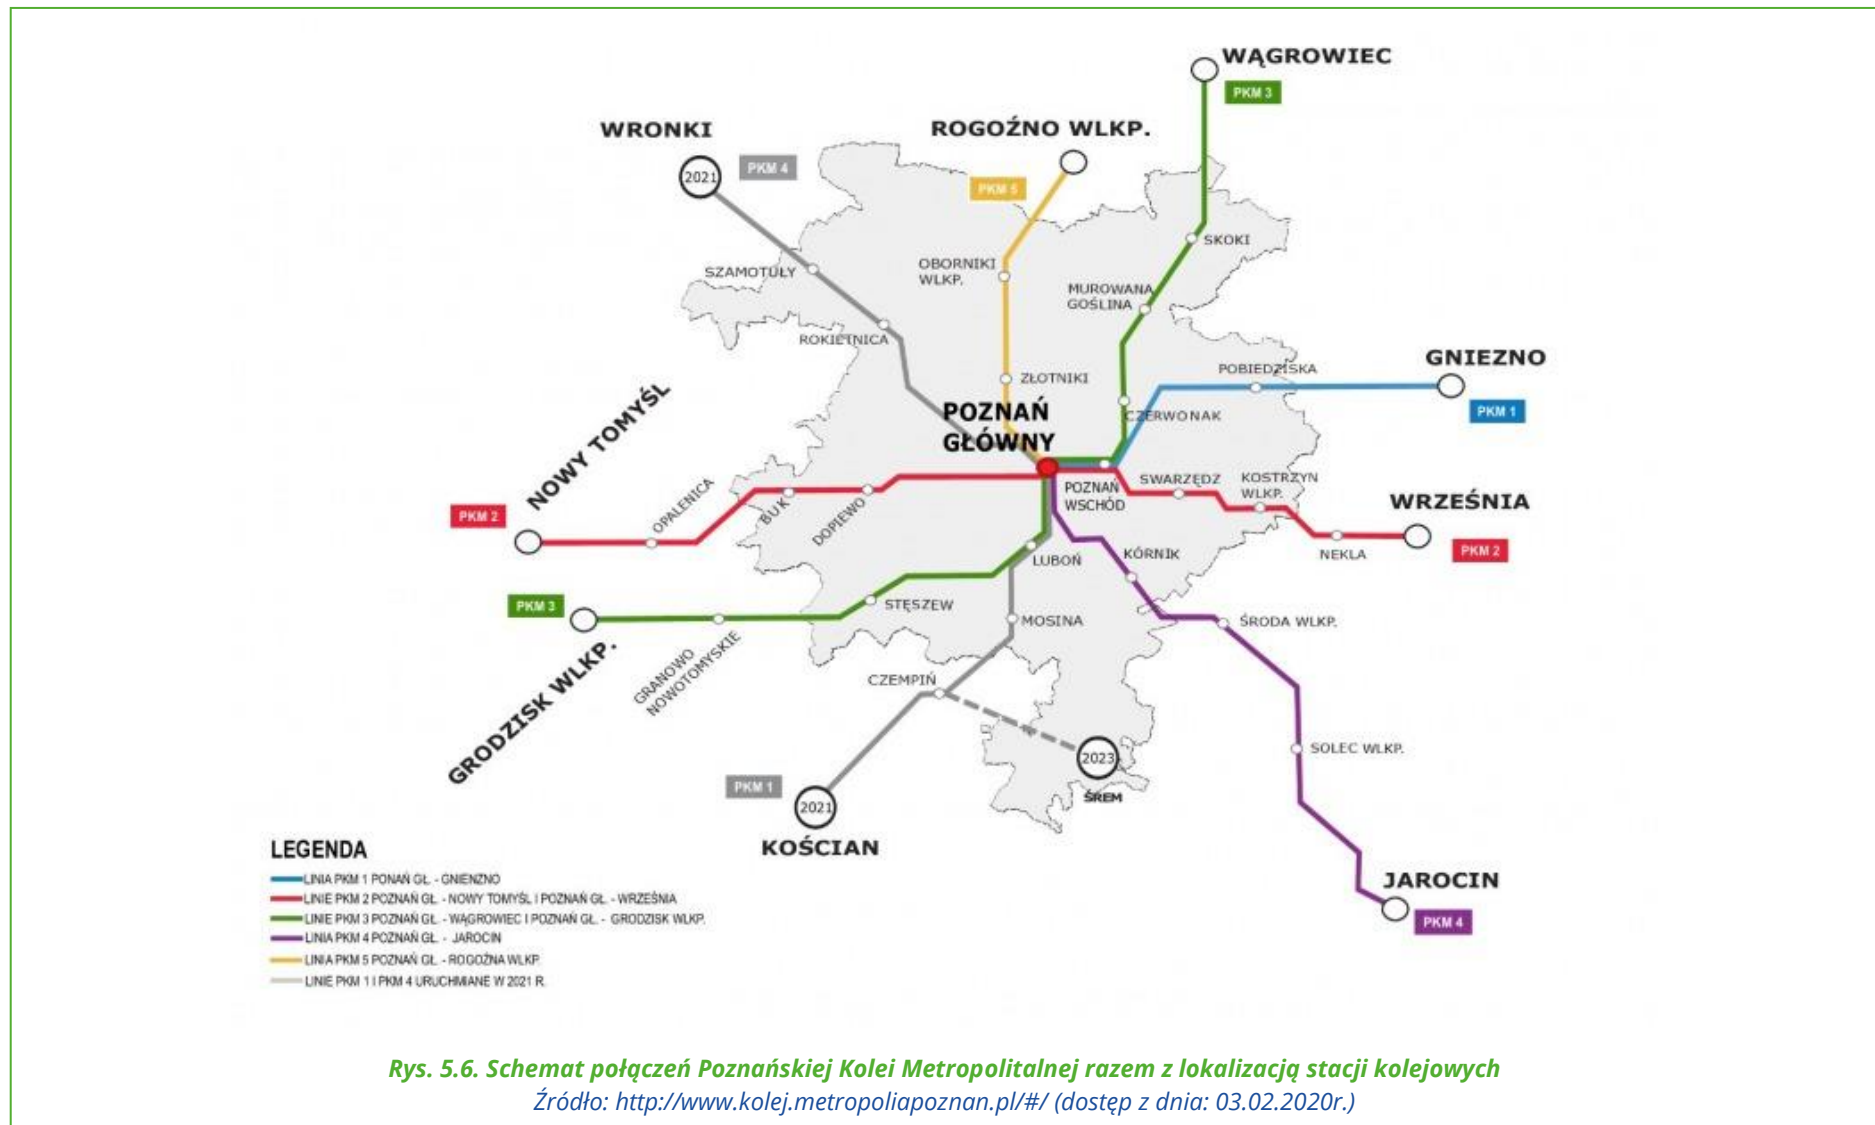 WĄGROWIEC
PKM 3
WRONKI
PKM 4
2021
ROGOŹNO WLKP.
PKM 5
SKOKI
SZAMOTUŁY
OBORNIKI
WLKP.
MUROWANA
GOŚLINA
ROKIETNICA
ZŁOTNIKI
POBIEDZISKA
GNIEZNO
PKM 1
POZNAŃ
GŁÓWNY
CZERWONAK
NOWY TOMYŚL
PKM 2
OPALENICA
BUK
DOPIEWO
POZNAŃ
WSCHÓD
SWARZĘDZ
KOSTRZYN
WLKP.
WRZEŚNIA
PKM 2
NEKLA
LUBOŃ
KÓRNIK
PKM 3
GRODZISK WLKP.
GRANOWO
NOWOTOMYSKIE
STĘSZEW
MOSINA
ŚRODA WLKP.
CZEMPIŃ
SOLEC WLKP.
2023
ŚREM
PKM 1
2021
KOŚCIAN
JAROCIN
PKM 4
LEGENDA
LINIA PKM 1 PONAŃ GŁ. - GNIENZNO
LINIE PKM 2 POZNAŃ GŁ. - NOWY TOMYŚL I POZNAŃ GŁ. - WRZEŚNIA
LINIE PKM 3 POZNAŃ GŁ. - WĄGROWIEC I POZNAŃ GŁ. - GRODZISK WLKP.
LINIA PKM 4 POZNAŃ GŁ. - JAROCIN
LINIA PKM 5 POZNAŃ GŁ. - ROGOŹNA WLKP.
LINIE PKM 1 I PKM 4 URUCHMIANE W 2021 R.
Rys. 5.6. Schemat połączeń Poznańskiej Kolei Metropolitalnej razem z lokalizacją stacji kolejowych
Źródło: http://www.kolej.metropoliapoznan.pl/#/ (dostęp z dnia: 03.02.2020r.)